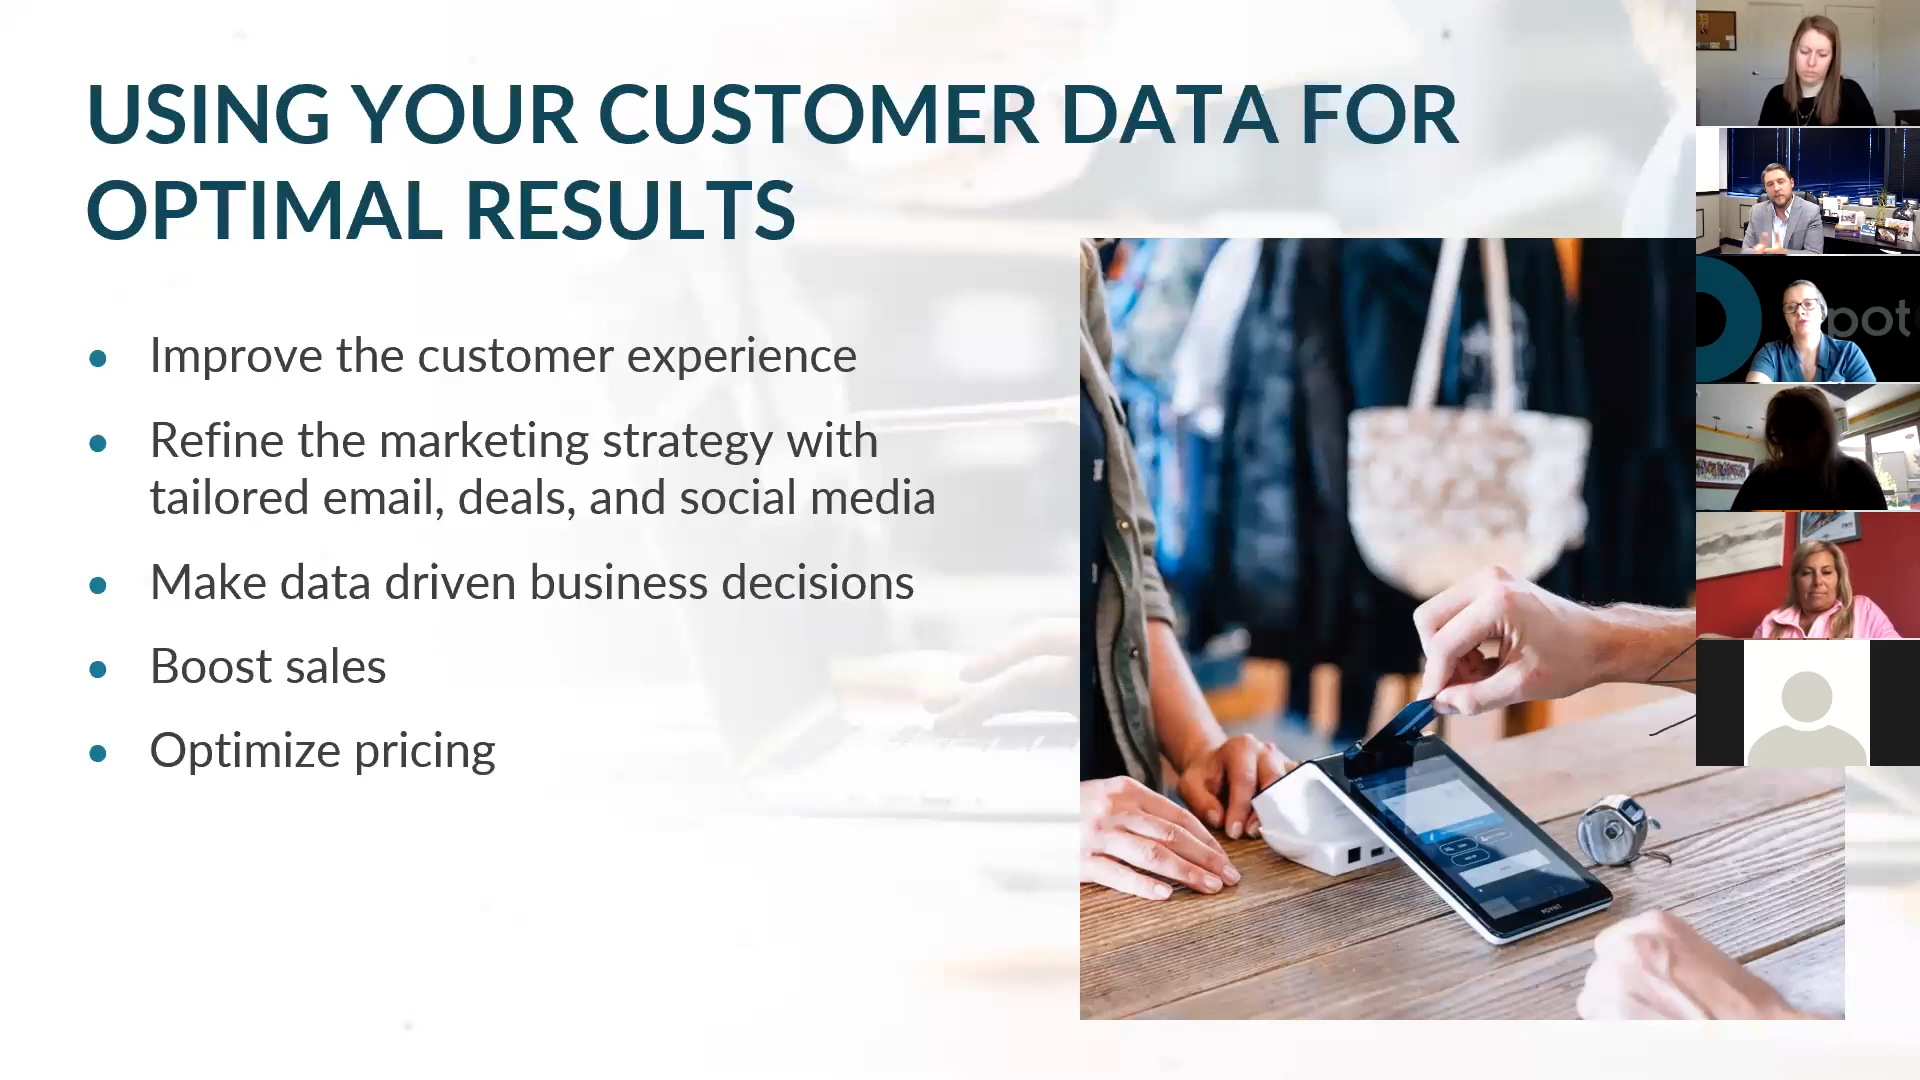 USING YOUR CUSTOMER DATA FOR
OPTIMAL RESULTS
• Improve the customer experience
• Refine the marketing strategy with
tailored email, deals, and social media
• Make data driven business decisions
• Boost sales
• Optimize pricing
pot
POYNT